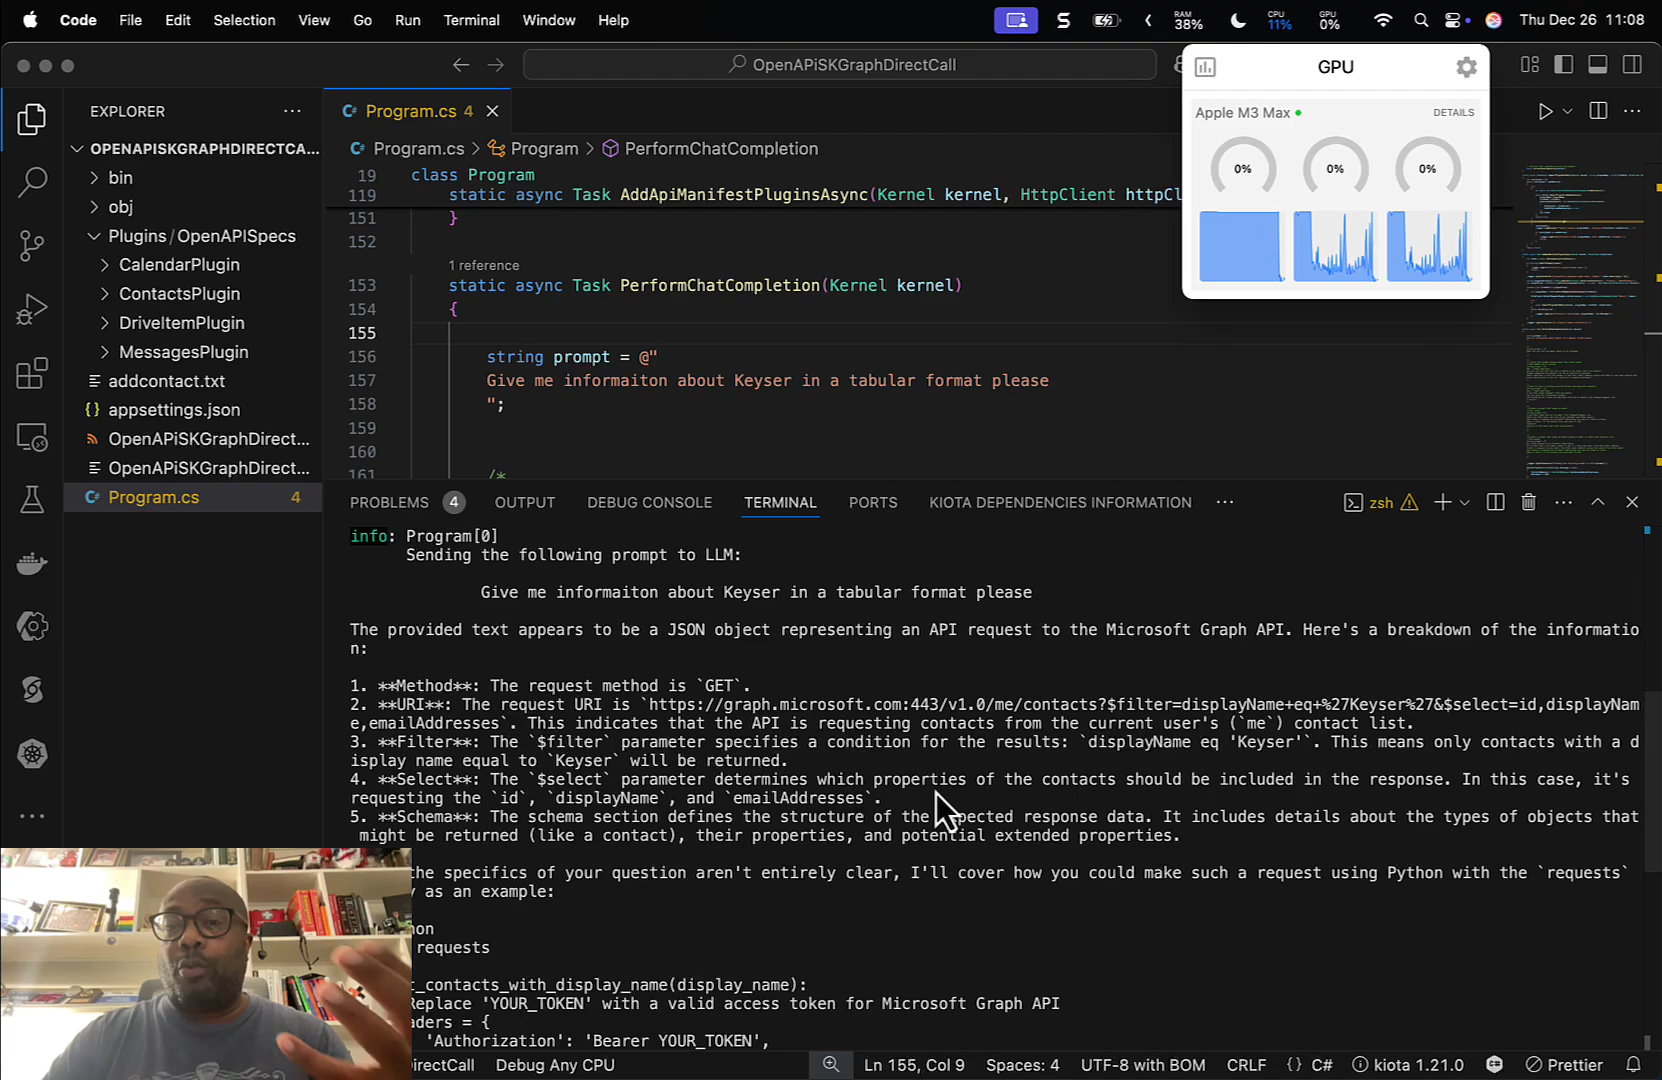 Code File Edit Selection View Go Run Terminal Window Help RAM 38% CPU 11% GPU 0% Thu Dec 26 11:08
OpenAPiSKGraphDirectCall
GPU
Apple M3 Max DETAILS
0% 0% 0%
EXPLORER
OPENAPISKGRAPHDIRECTCA...
bin
obj
Plugins/OpenAPISpecs
CalendarPlugin
ContactsPlugin
DriveItemPlugin
MessagesPlugin
addcontact.txt
appsettings.json
OpenAPiSKGraphDirect...
OpenAPiSKGraphDirect...
Program.cs 4
Program.cs 4
Program.cs > Program > PerformChatCompletion
19 class Program
119 static async Task AddApiManifestPluginsAsync(Kernel kernel, HttpClient httpCl
151 }
152
1 reference
153 static async Task PerformChatCompletion(Kernel kernel)
154 {
155
156 string prompt = @"
157 Give me informaiton about Keyser in a tabular format please
158 ";
159
160
161 /*
PROBLEMS 4 OUTPUT DEBUG CONSOLE TERMINAL PORTS KIOTA DEPENDENCIES INFORMATION ... zsh
info: Program[0]
Sending the following prompt to LLM:
Give me informaiton about Keyser in a tabular format please
The provided text appears to be a JSON object representing an API request to the Microsoft Graph API. Here's a breakdown of the informatio
n:
1. **Method**: The request method is `GET`.
2. **URI**: The request URI is `https://graph.microsoft.com:443/v1.0/me/contacts?$filter=displayName+eq+%27Keyser%27&$select=id,displayNam
e,emailAddresses`. This indicates that the API is requesting contacts from the current user's (`me`) contact list.
3. **Filter**: The `$filter` parameter specifies a condition for the results: `displayName eq 'Keyser'`. This means only contacts with a d
isplay name equal to `Keyser` will be returned.
4. **Select**: The `$select` parameter determines which properties of the contacts should be included in the response. In this case, it's
requesting the `id`, `displayName`, and `emailAddresses`.
5. **Schema**: The schema section defines the structure of the pected response data. It includes details about the types of objects that
might be returned (like a contact), their properties, and potential extended properties.
he specifics of your question aren't entirely clear, I'll cover how you could make such a request using Python with the `requests`
y as an example:
hon
requests
t_contacts_with_display_name(display_name):
Replace 'YOUR_TOKEN' with a valid access token for Microsoft Graph API
aders = {
'Authorization': 'Bearer YOUR_TOKEN',
DirectCall Debug Any CPU Ln 155, Col 9 Spaces: 4 UTF-8 with BOM CRLF {} C# kiota 1.21.0 Prettier